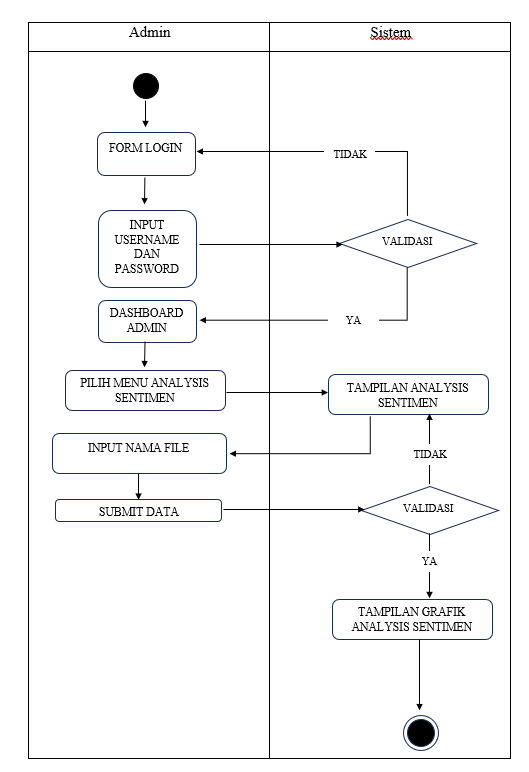 Admin
Sistem
FORM LOGIN
TIDAK
INPUT
USERNAME
DAN
PASSWORD
VALIDASI
DASHBOARD
ADMIN
YA
PILIH MENU ANALYSIS
SENTIMEN
TAMPILAN ANALYSIS
SENTIMEN
INPUT NAMA FILE
TIDAK
SUBMIT DATA
VALIDASI
YA
TAMPILAN GRAFIK
ANALYSIS SENTIMEN